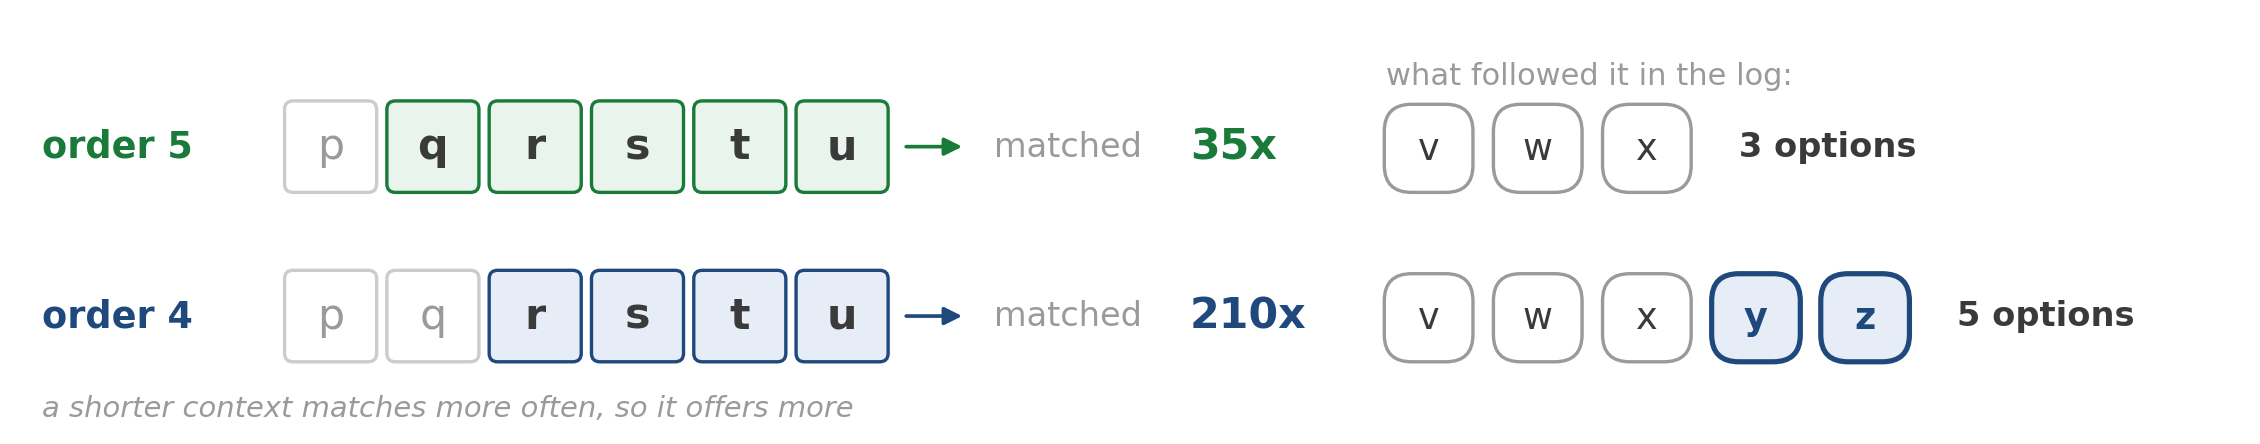 what followed it in the log:
order 5 p q r s t u matched 35x v w x 3 options
order 4 p q r s t u matched 210x v w x y z 5 options
a shorter context matches more often, so it offers more